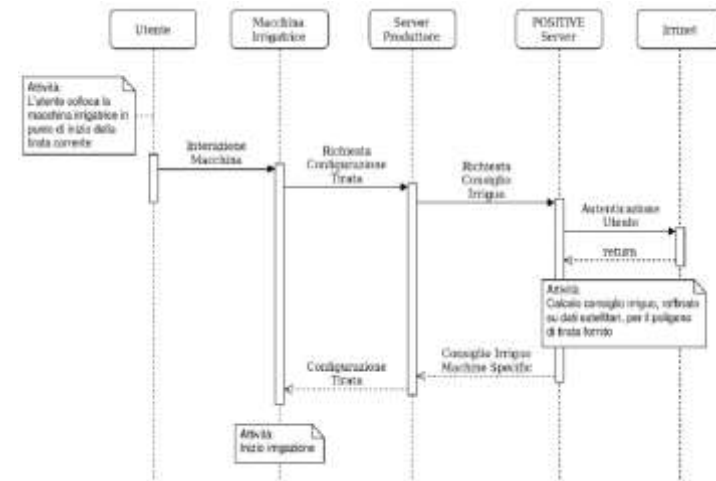 Utente
Macchina
Irrigatrice
Server
Produttore
POSITIVE
Server
Irrinet
Attività:
L'utente colloca la
macchina irrigatrice in
punto di inizio della
tirata corrente
Interazione
Macchina
Richiesta
Configurazione
Tirata
Richiesta
Consiglio
Irriguo
Autenticazione
Utente
return
Attività:
Calcolo consiglio irriguo, raffinato
su dati satellitari, per il poligono
di tirata fornito
Consiglio Irriguo
Machine Specific
Configurazione
Tirata
Attività:
Inizio irrigazione